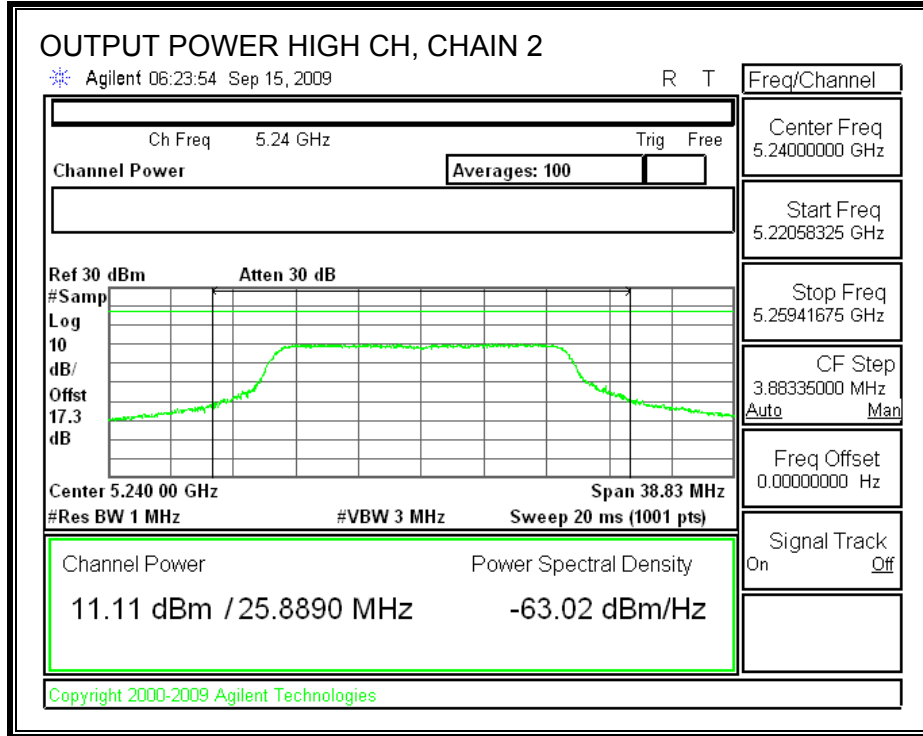 OUTPUT POWER HIGH CH, CHAIN 2
Agilent 06:23:54 Sep 15, 2009 R T
Freq/Channel
Ch Freq 5.24 GHz Trig Free
Channel Power Averages: 100
Center Freq
5.24000000 GHz
Start Freq
5.22058325 GHz
Stop Freq
5.25941675 GHz
CF Step
3.88335000 MHz
Auto Man
Freq Offset
0.00000000 Hz
Signal Track
On Off
Ref 30 dBm Atten 30 dB
#Samp
Log
10
dB/
Offst
17.3
dB
Center 5.240 00 GHz Span 38.83 MHz
#Res BW 1 MHz #VBW 3 MHz Sweep 20 ms (1001 pts)
Channel Power Power Spectral Density
11.11 dBm / 25.8890 MHz -63.02 dBm/Hz
Copyright 2000-2009 Agilent Technologies